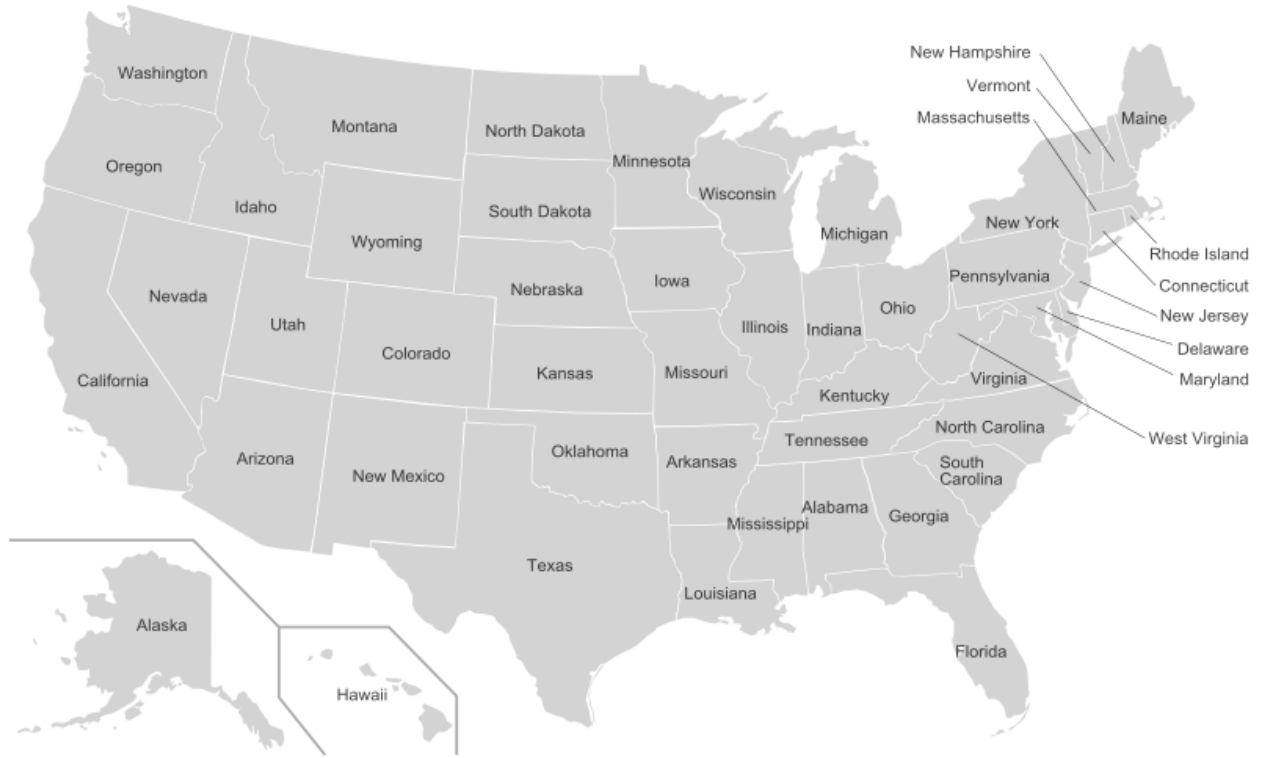 New Hampshire
Vermont
Massachusetts
Maine
Washington
Montana
North Dakota
Minnesota
Oregon
Wisconsin
Idaho
South Dakota
New York
Michigan
Wyoming
Rhode Island
Pennsylvania
Iowa
Connecticut
Nebraska
Nevada
Ohio
New Jersey
Utah
Illinois
Indiana
Delaware
Colorado
Kansas
Missouri
Virginia
Maryland
California
Kentucky
North Carolina
West Virginia
Tennessee
Oklahoma
Arizona
Arkansas
South
Carolina
New Mexico
Alabama
Georgia
Mississippi
Texas
Louisiana
Alaska
Florida
Hawaii